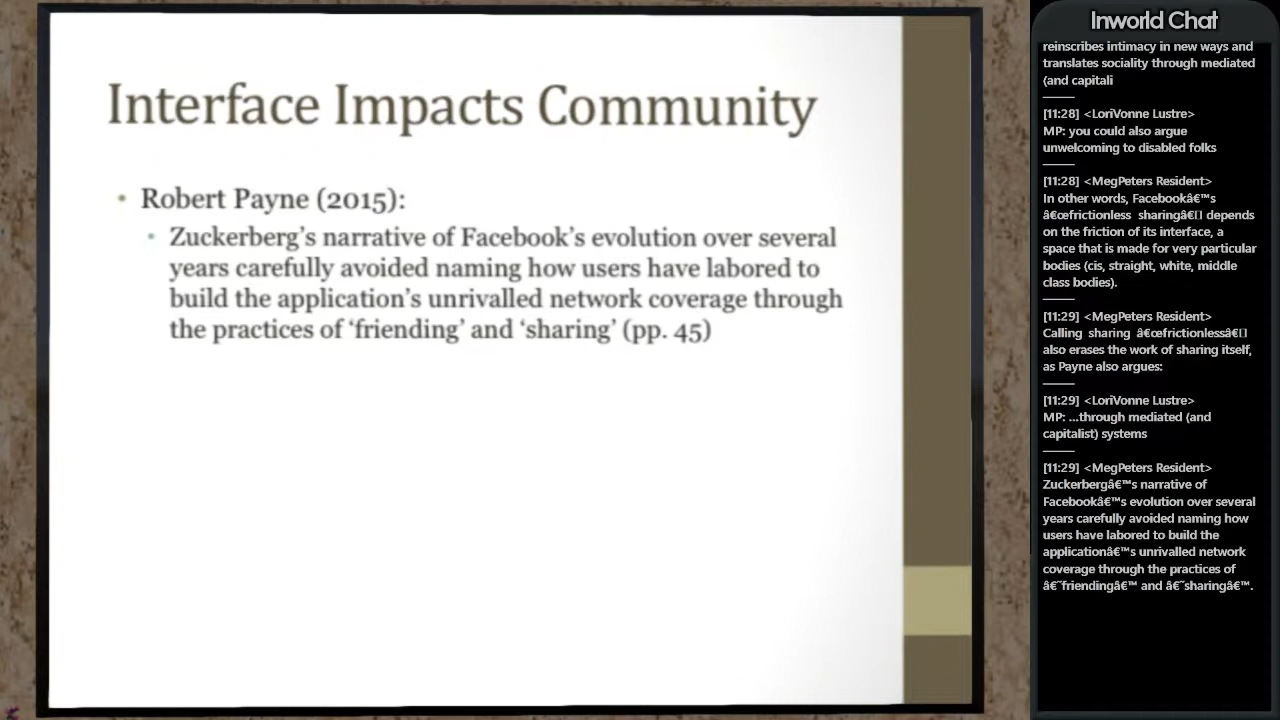 Interface Impacts Community
• Robert Payne (2015):
• Zuckerberg’s narrative of Facebook’s evolution over several
years carefully avoided naming how users have labored to
build the application’s unrivalled network coverage through
the practices of ‘friending’ and ‘sharing’ (pp. 45)
Inworld Chat
reinscribes intimacy in new ways and
translates sociality through mediated
(and capitali
[11:28] <LoriVonne Lustre>
MP: you could also argue
unwelcoming to disabled folks
[11:28] <MegPeters Resident>
In other words, Facebookâ€™s
â€œfrictionless sharingâ€▯ depends
on the friction of its interface, a
space that is made for very particular
bodies (cis, straight, white, middle
class bodies).
[11:29] <MegPeters Resident>
Calling sharing â€œfrictionlessâ€▯
also erases the work of sharing itself,
as Payne also argues:
[11:29] <LoriVonne Lustre>
MP: ...through mediated (and
capitalist) systems
[11:29] <MegPeters Resident>
Zuckerbergâ€™s narrative of
Facebookâ€™s evolution over several
years carefully avoided naming how
users have labored to build the
applicationâ€™s unrivalled network
coverage through the practices of
â€˜friendingâ€™ and â€˜sharingâ€™.